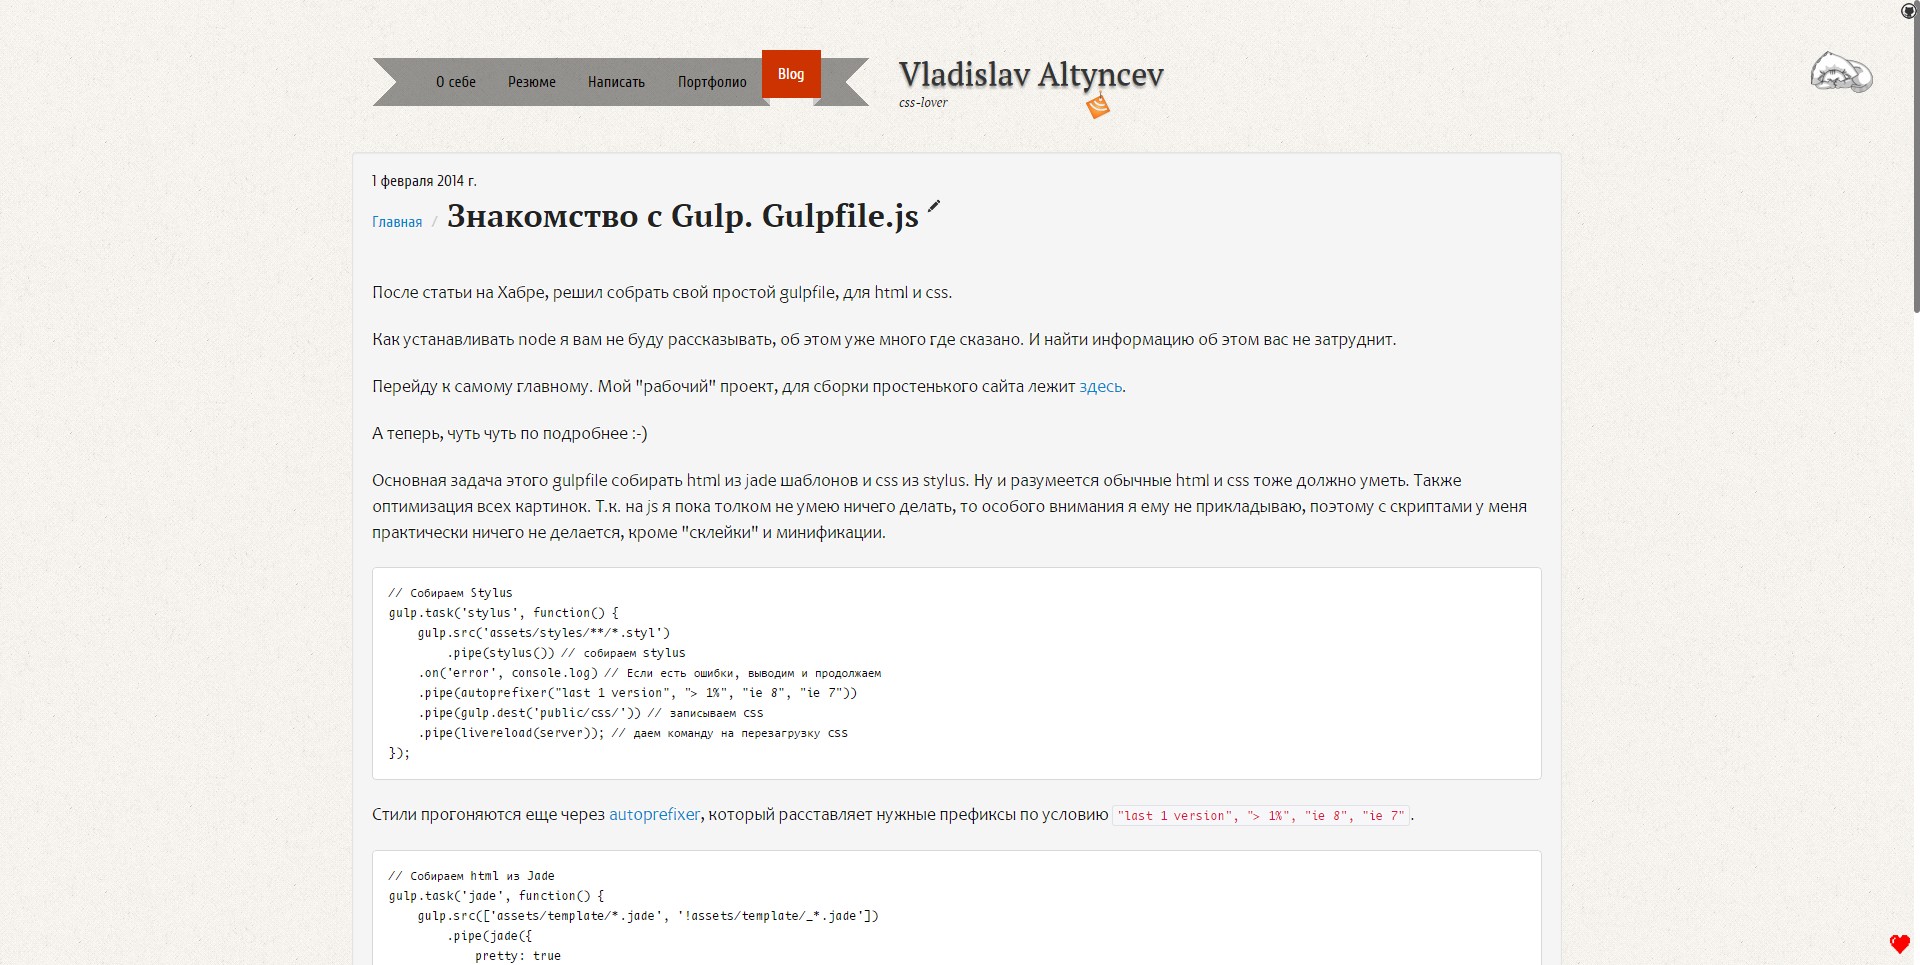 О себе Резюме Написать Портфолио Blog
Vladislav Altyncev
css-lover
1 февраля 2014 г.
Главная / Знакомство с Gulp. Gulpfile.js
После статьи на Хабре, решил собрать свой простой gulpfile, для html и css.
Как устанавливать node я вам не буду рассказывать, об этом уже много где сказано. И найти информацию об этом вас не затруднит.
Перейду к самому главному. Мой "рабочий" проект, для сборки простенького сайта лежит здесь.
А теперь, чуть чуть по подробнее :-)
Основная задача этого gulpfile собирать html из jade шаблонов и css из stylus. Ну и разумеется обычные html и css тоже должно уметь. Также
оптимизация всех картинок. Т.к. на js я пока толком не умею ничего делать, то особого внимания я ему не прикладываю, поэтому с скриптами у меня
практически ничего не делается, кроме "склейки" и минификации.
// Собираем Stylus
gulp.task('stylus', function() {
    gulp.src('assets/styles/**/*.styl')
        .pipe(stylus()) // собираем stylus
    .on('error', console.log) // Если есть ошибки, выводим и продолжаем
    .pipe(autoprefixer("last 1 version", "> 1%", "ie 8", "ie 7"))
    .pipe(gulp.dest('public/css/')) // записываем css
    .pipe(livereload(server)); // даем команду на перезагрузку css
});
Стили прогоняются еще через autoprefixer, который расставляет нужные префиксы по условию "last 1 version", "> 1%", "ie 8", "ie 7".
// Собираем html из Jade
gulp.task('jade', function() {
    gulp.src(['assets/template/*.jade', '!assets/template/_*.jade'])
        .pipe(jade({
            pretty: true